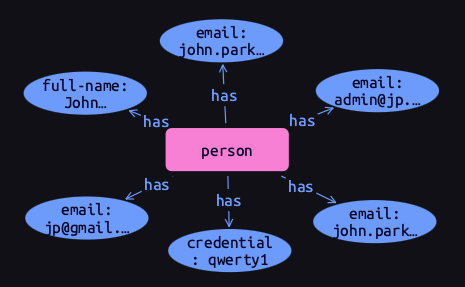 email:
john.park…
full-name:
John…
email:
admin@jp.…
has
has
has
person
has
has
has
email:
jp@gmail.…
credential
: qwerty1
email:
john.park…